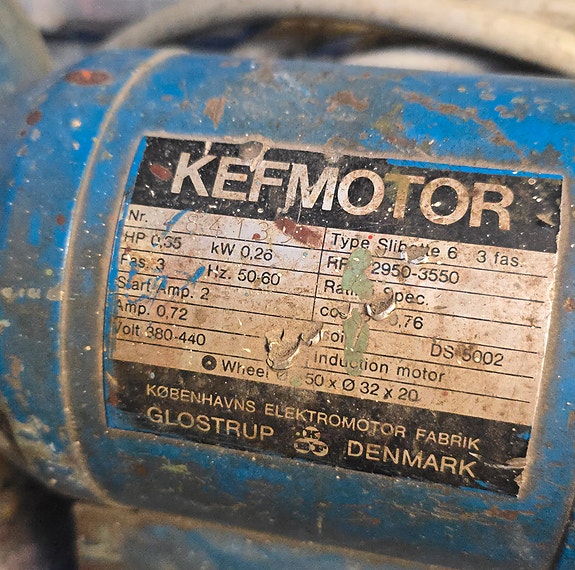 KEFMOTOR
Nr. 84139
Type Slibette 6 3 fas.
HP 0,35 kW 0,26
2950-3550
Fas. 3 Hz. 50-60
Spec.
Start Amp. 2
0,76
Amp. 0,72
DS 5002
Volt 380-440
Induction motor
Wheel 50 x Ø 32 x 20
KØBENHAVNS ELEKTROMOTOR FABRIK
GLOSTRUP DENMARK